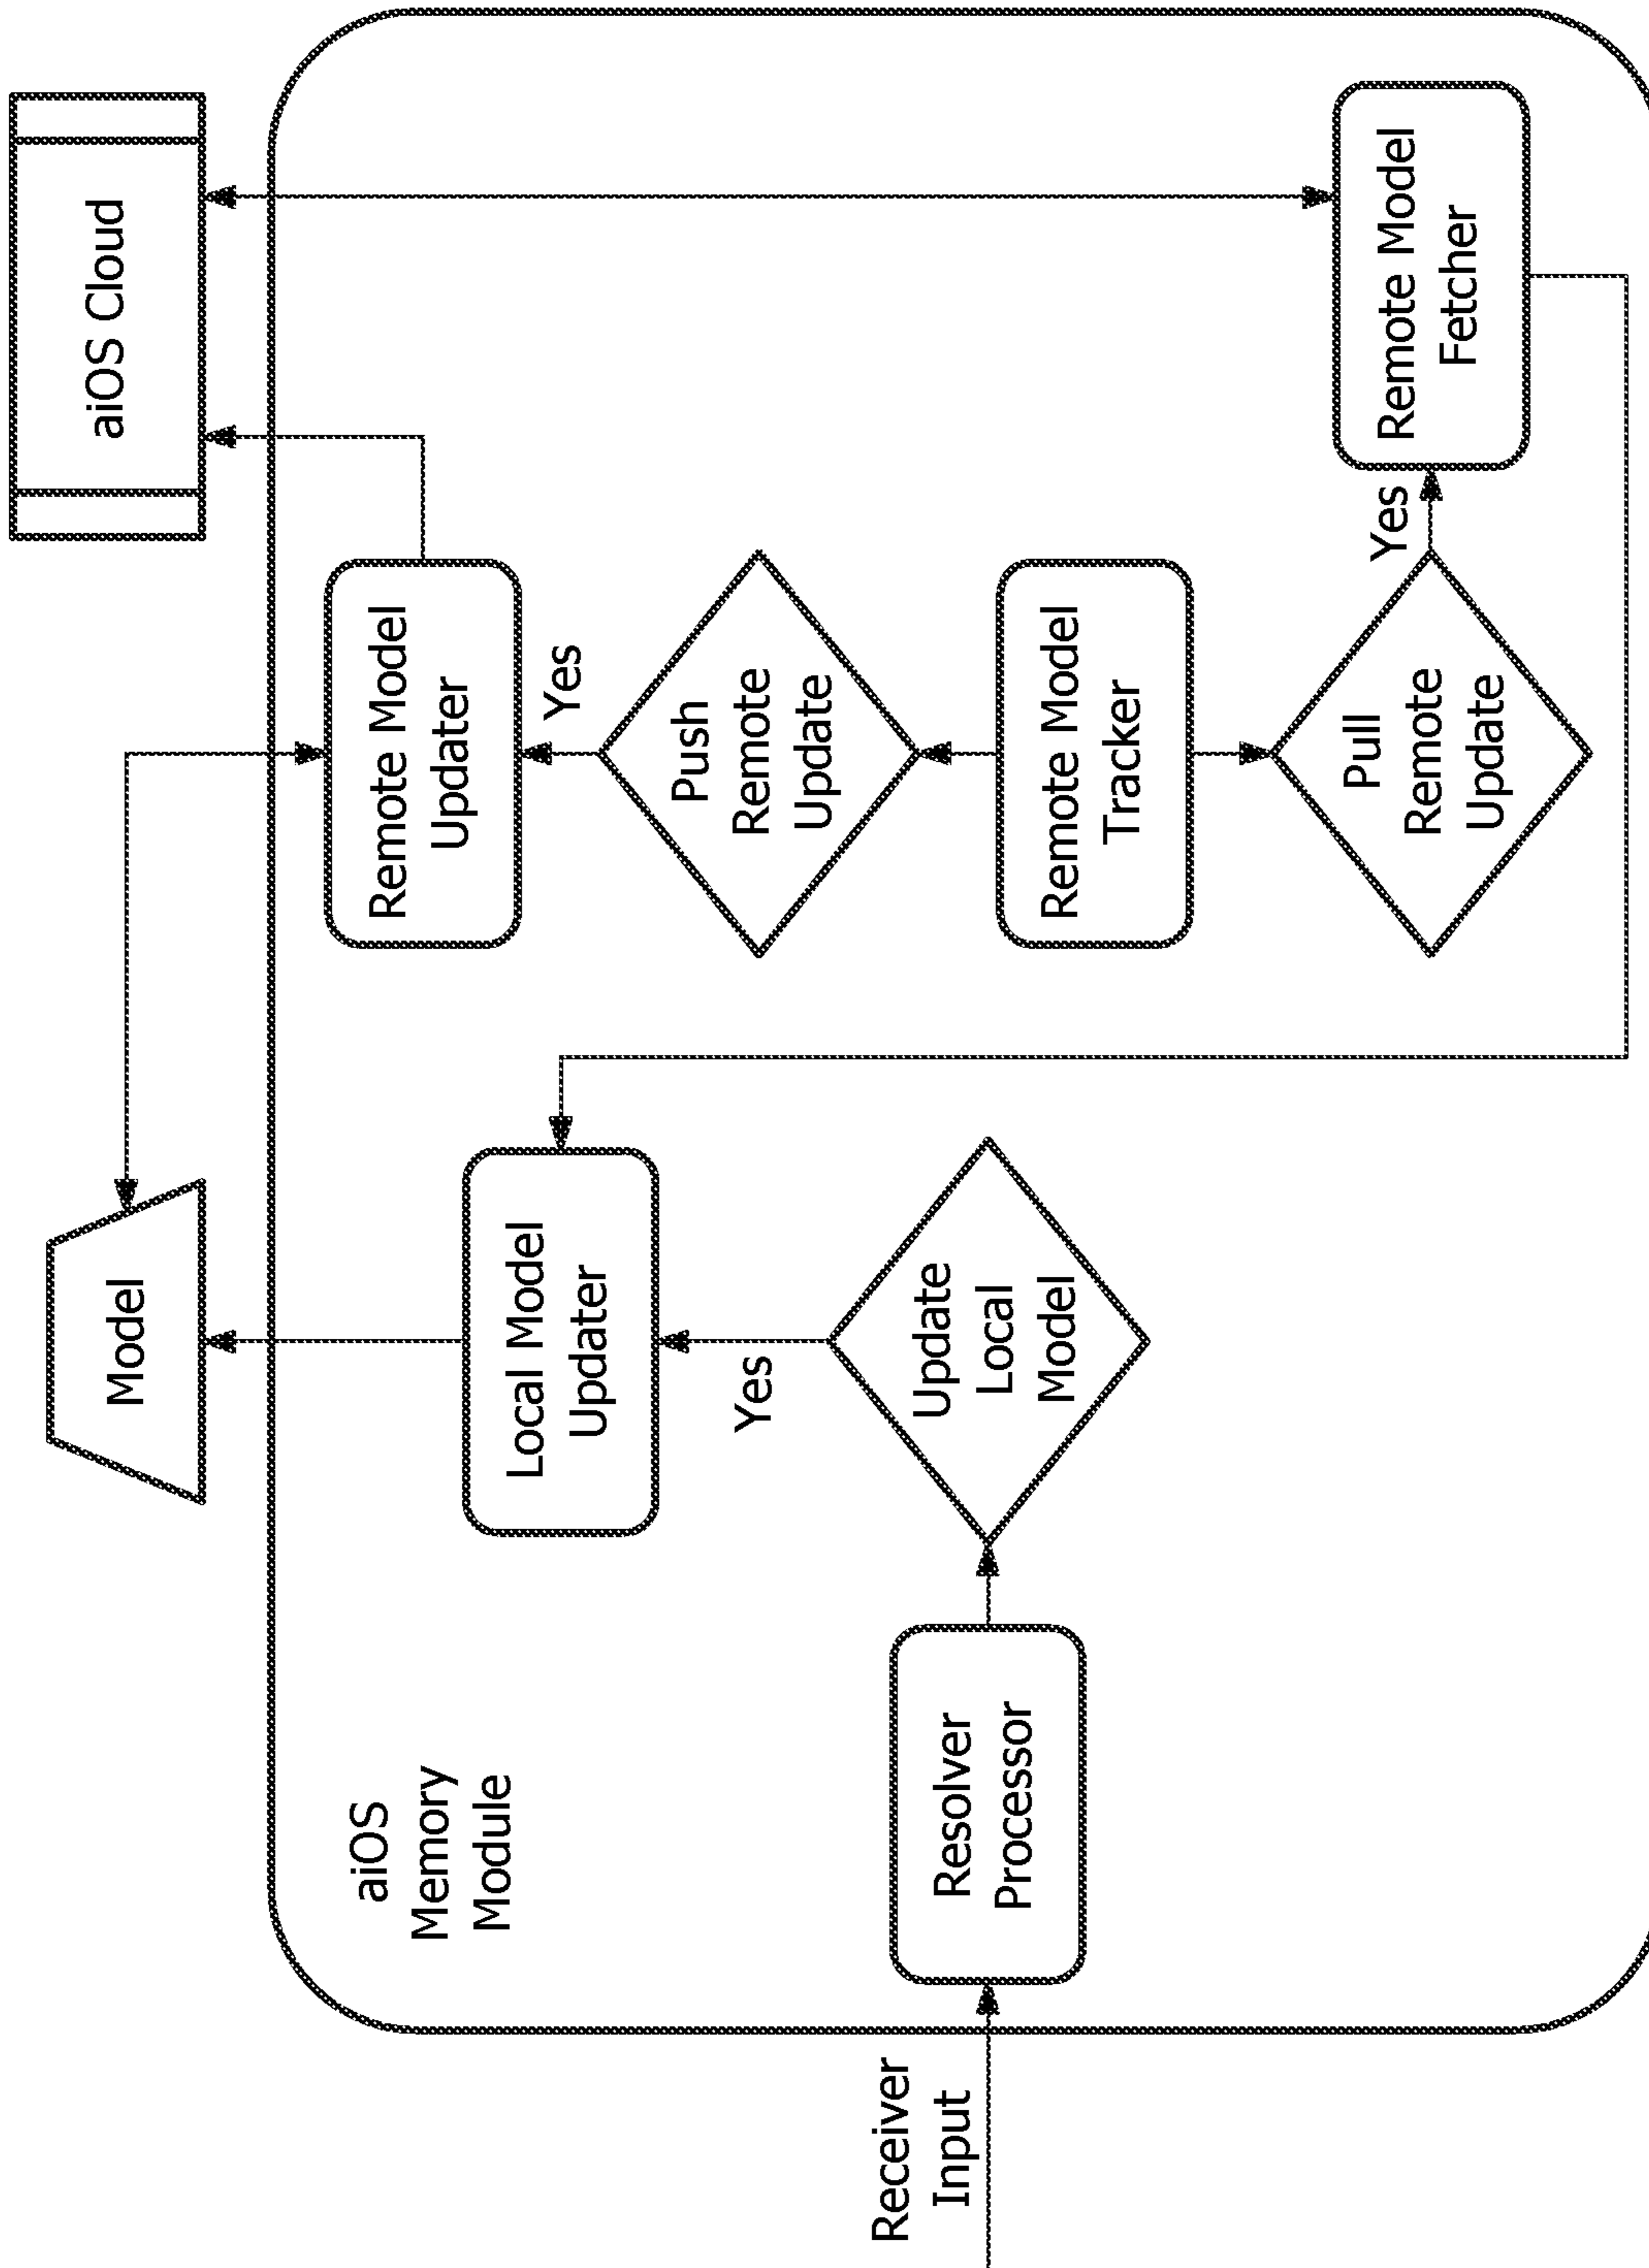 Model
aiOS Cloud
aiOS
Memory
Module
Local Model
Updater
Remote Model
Updater
Yes
Yes
Push
Remote
Update
Receiver
Input
Resolver
Processor
Update
Local
Model
Remote Model
Tracker
Pull
Remote
Update
Yes
Remote Model
Fetcher